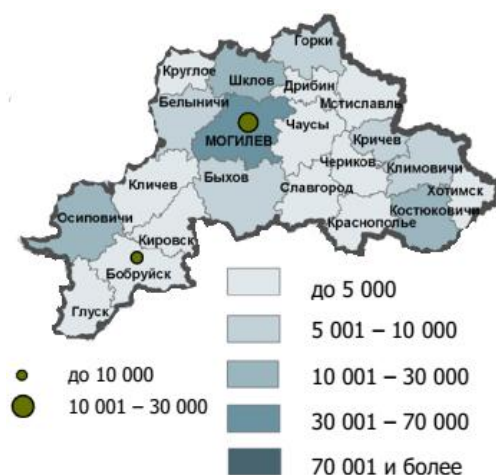 Горки
Круглое
Шклов
Дрибин
Мстиславль
Белыничи
МОГИЛЕВ
Чаусы
Кричев
Чериков
Климовичи
Кличев
Быхов
Славгород
Хотимск
Костюковичи
Осиповичи
Краснополье
Кировск
Бобруйск
Глуск
до 5 000
5 001 – 10 000
до 10 000
10 001 – 30 000
10 001 – 30 000
30 001 – 70 000
70 001 и более